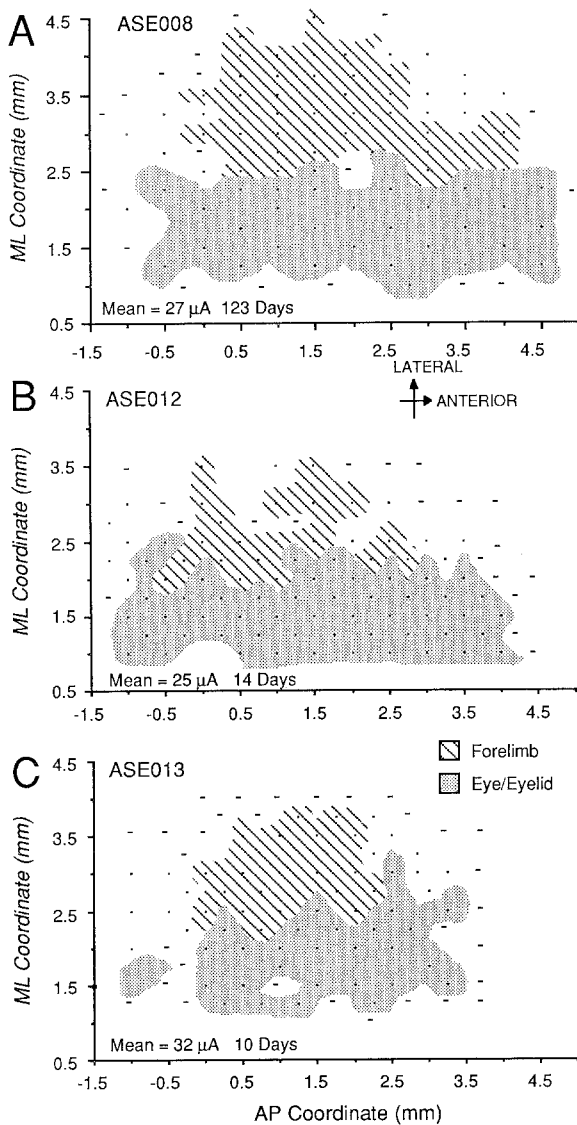 A
ASE008
4.5
3.5
2.5
1.5
0.5
ML Coordinate (mm)
Mean = 27 µA 123 Days
-1.5 -0.5 0.5 1.5 2.5 3.5 4.5
LATERAL
ANTERIOR
B
ASE012
4.5
3.5
2.5
1.5
0.5
ML Coordinate (mm)
Mean = 25 µA 14 Days
-1.5 -0.5 0.5 1.5 2.5 3.5 4.5
Forelimb
Eye/Eyelid
C
ASE013
4.5
3.5
2.5
1.5
0.5
ML Coordinate (mm)
Mean = 32 µA 10 Days
-1.5 -0.5 0.5 1.5 2.5 3.5 4.5
AP Coordinate (mm)